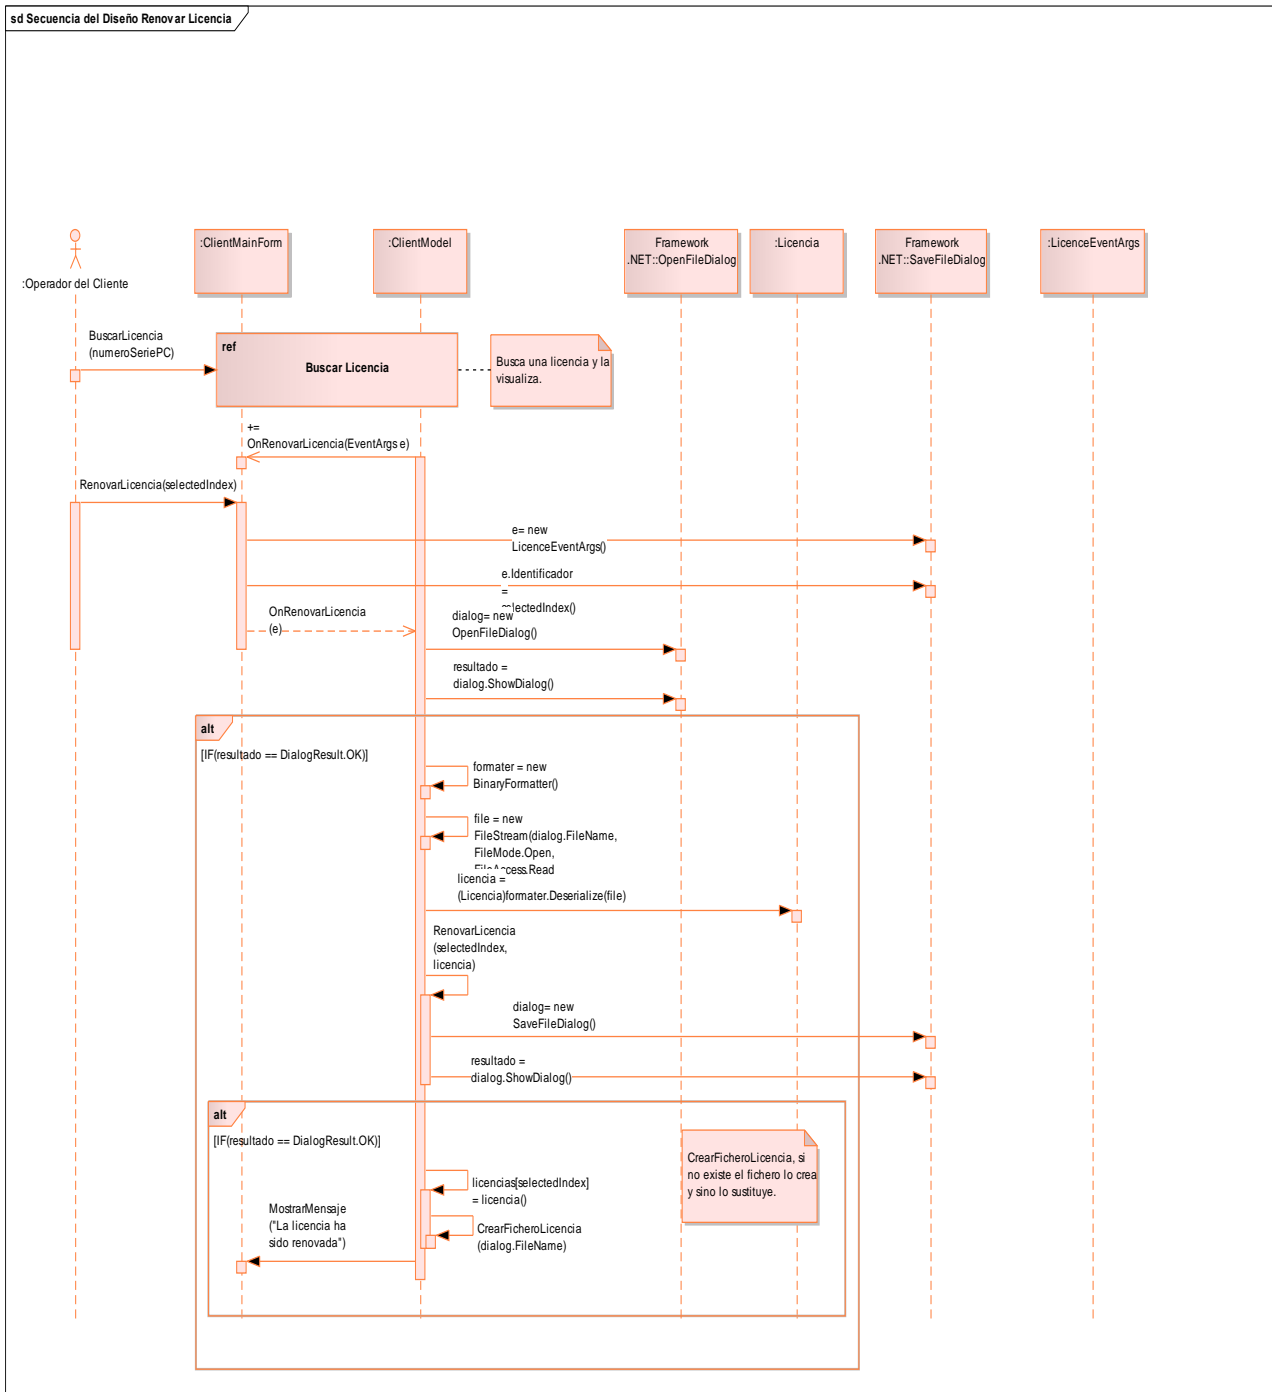 sd Secuencia del Diseño Renovar Licencia
:Operador del Cliente
:ClientMainForm
:ClientModel
Framework
.NET::OpenFileDialog
:Licencia
Framework
.NET::SaveFileDialog
:LicenceEventArgs
BuscarLicencia
(numeroSeriePC)
ref
Buscar Licencia
Busca una licencia y la
visualiza.
+=
OnRenovarLicencia(EventArgs e)
RenovarLicencia(selectedIndex)
e= new
LicenceEventArgs()
e.Identificador
=
selectedIndex()
OnRenovarLicencia
(e)
dialog= new
OpenFileDialog()
resultado =
dialog.ShowDialog()
alt
[IF(resultado == DialogResult.OK)]
formater = new
BinaryFormatter()
file = new
FileStream(dialog.FileName,
FileMode.Open,
FileAccess.Read
licencia =
(Licencia)formater.Deserialize(file)
RenovarLicencia
(selectedIndex,
licencia)
dialog= new
SaveFileDialog()
resultado =
dialog.ShowDialog()
alt
[IF(resultado == DialogResult.OK)]
CrearFicheroLicencia, si
no existe el fichero lo crea
y sino lo sustituye.
licencias[selectedIndex]
= licencia()
MostrarMensaje
("La licencia ha
sido renovada")
CrearFicheroLicencia
(dialog.FileName)